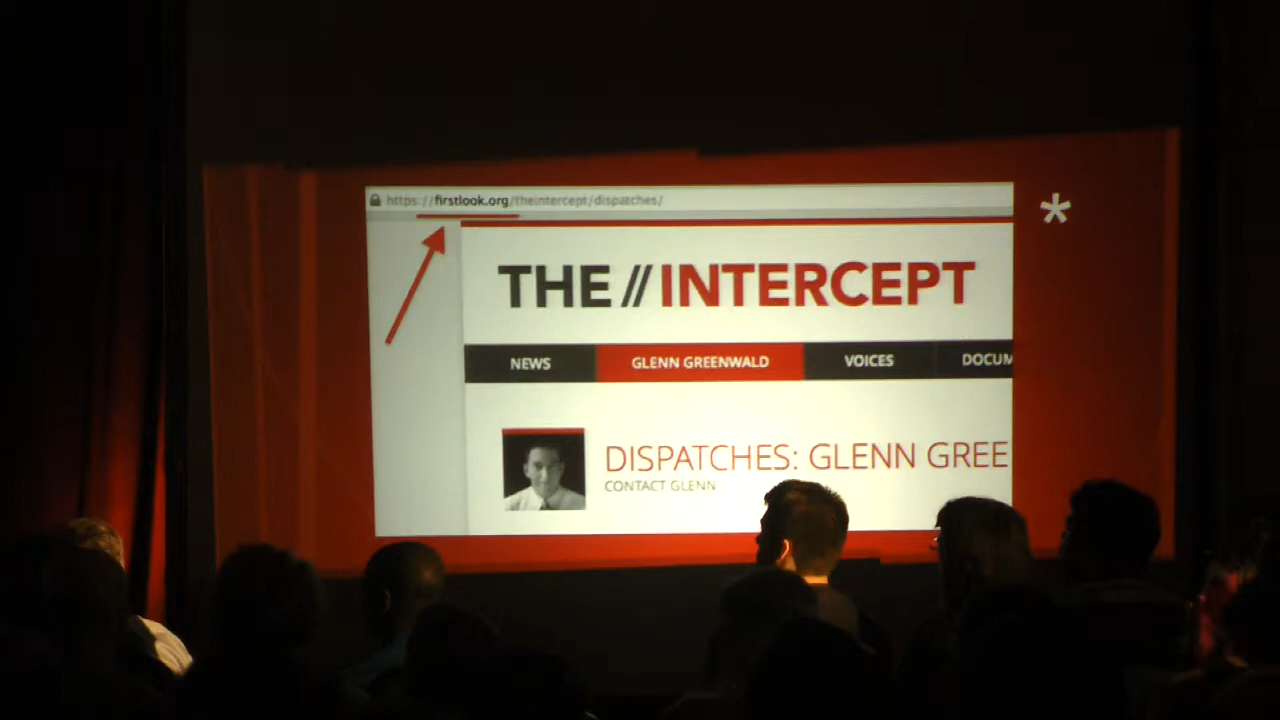 https://firstlook.org/theintercept/dispatches/
*
THE // INTERCEPT
NEWS GLENN GREENWALD VOICES DOCUM
DISPATCHES: GLENN GREE
CONTACT GLENN